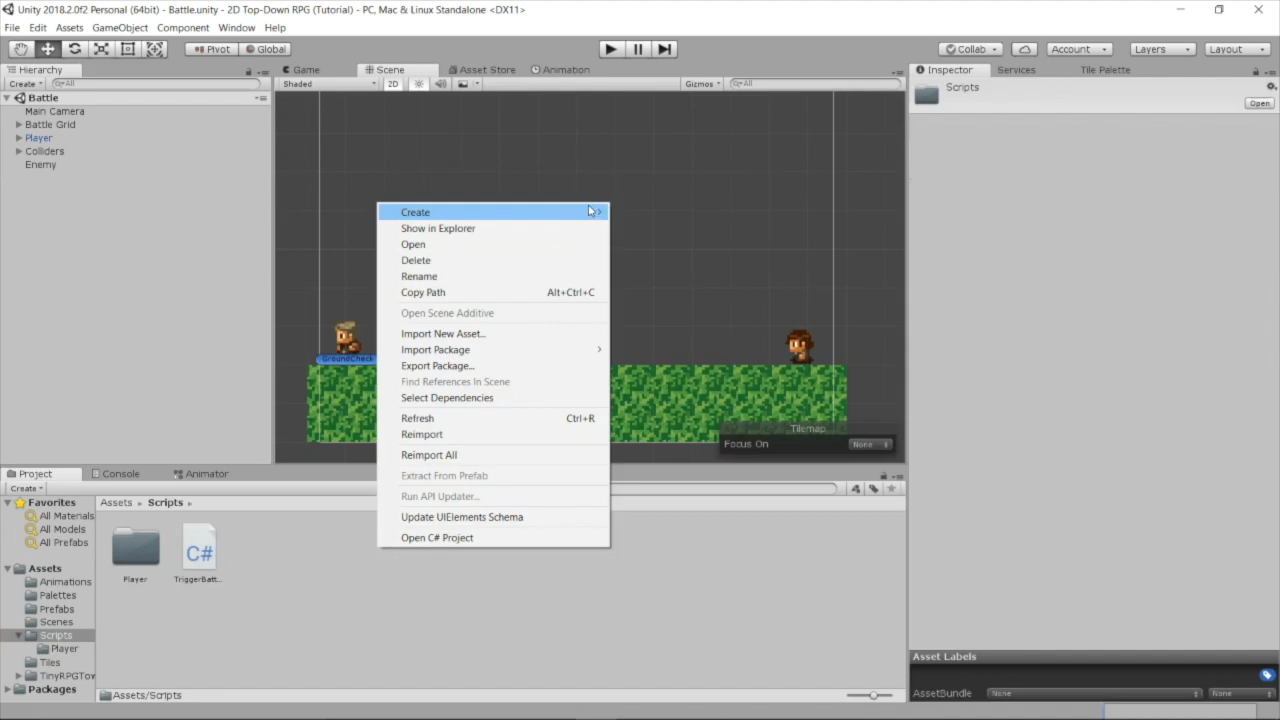 Unity 2018.2.0f2 Personal (64bit) - Battle.unity - 2D Top-Down RPG (Tutorial) - PC, Mac & Linux Standalone <DX11>
File Edit Assets GameObject Component Window Help
Pivot Global Collab Account Layers Layout
Hierarchy Game Scene Asset Store Animation Inspector Services Tile Palette
Create All Shaded 2D Gizmos All Scripts
Open
Battle
Main Camera
Battle Grid
Player
Colliders
Enemy
Create
Show in Explorer
Open
Delete
Rename
Copy Path Alt+Ctrl+C
Open Scene Additive
Import New Asset...
Import Package
Export Package...
Find References In Scene
Select Dependencies
Refresh Ctrl+R
Reimport
Reimport All
Extract From Prefab
Run API Updater...
Update UIElements Schema
Open C# Project
GroundCheck
Tilemap
Focus On None
Project Console Animator
Create
Favorites
All Materials
All Models
All Prefabs
Assets
Animations
Palettes
Prefabs
Scenes
Scripts
Player
Tiles
TinyRPGTow
Packages
Assets Scripts
C#
Player TriggerBatt...
Assets/Scripts
Asset Labels
AssetBundle None None